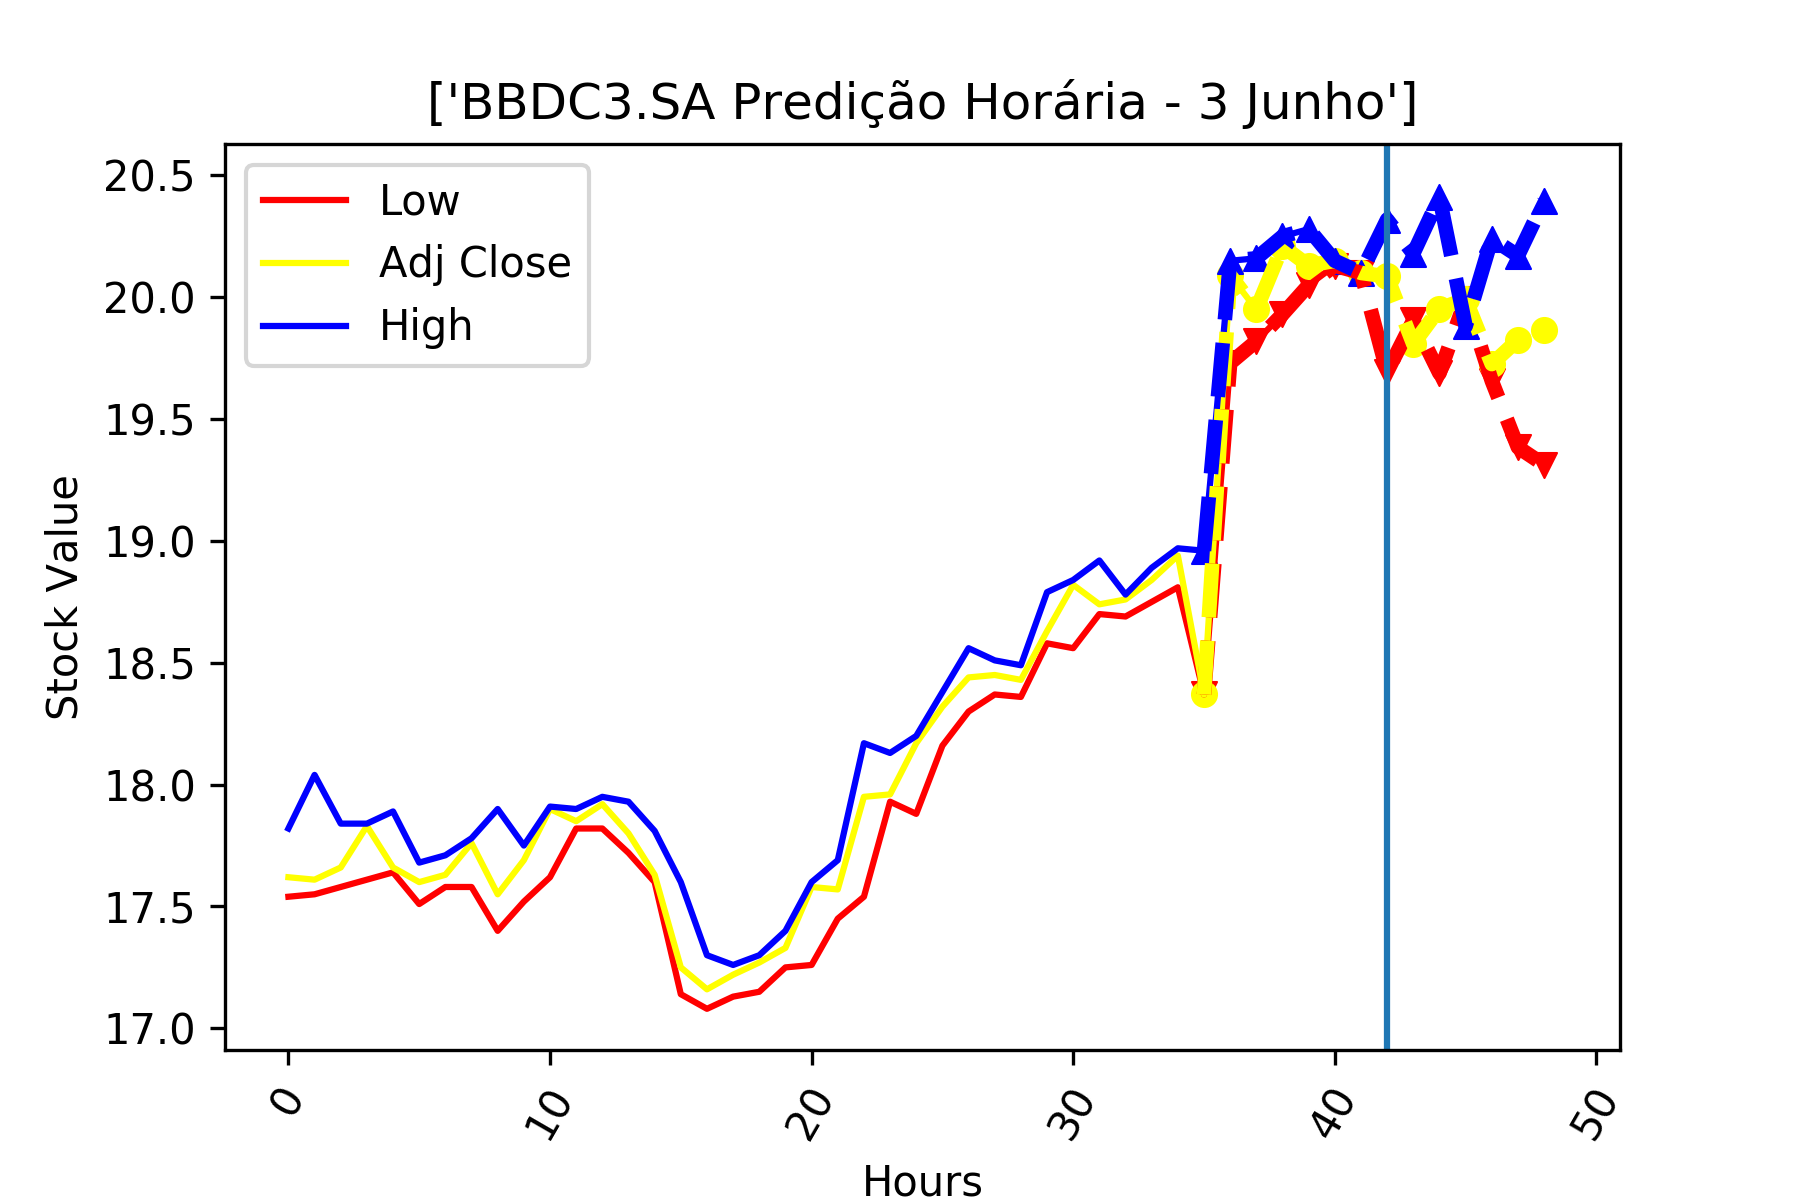 ['BBDC3.SA Predição Horária - 3 Junho']
Low
Adj Close
High
20.5
20.0
19.5
19.0
18.5
18.0
17.5
17.0
Stock Value
0 10 20 30 40 50
Hours